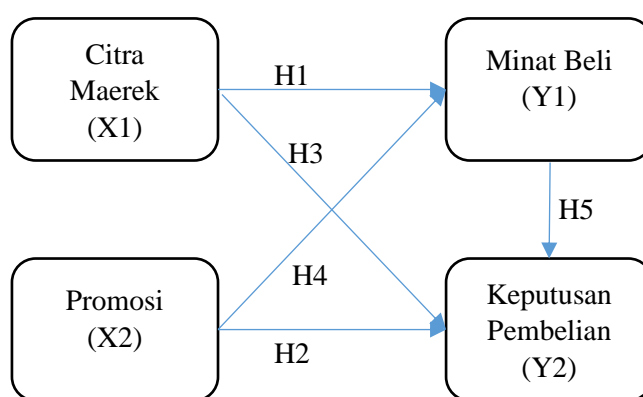 Citra
Maerek
(X1)
H1
Minat Beli
(Y1)
H3
H5
H4
Promosi
(X2)
H2
Keputusan
Pembelian
(Y2)